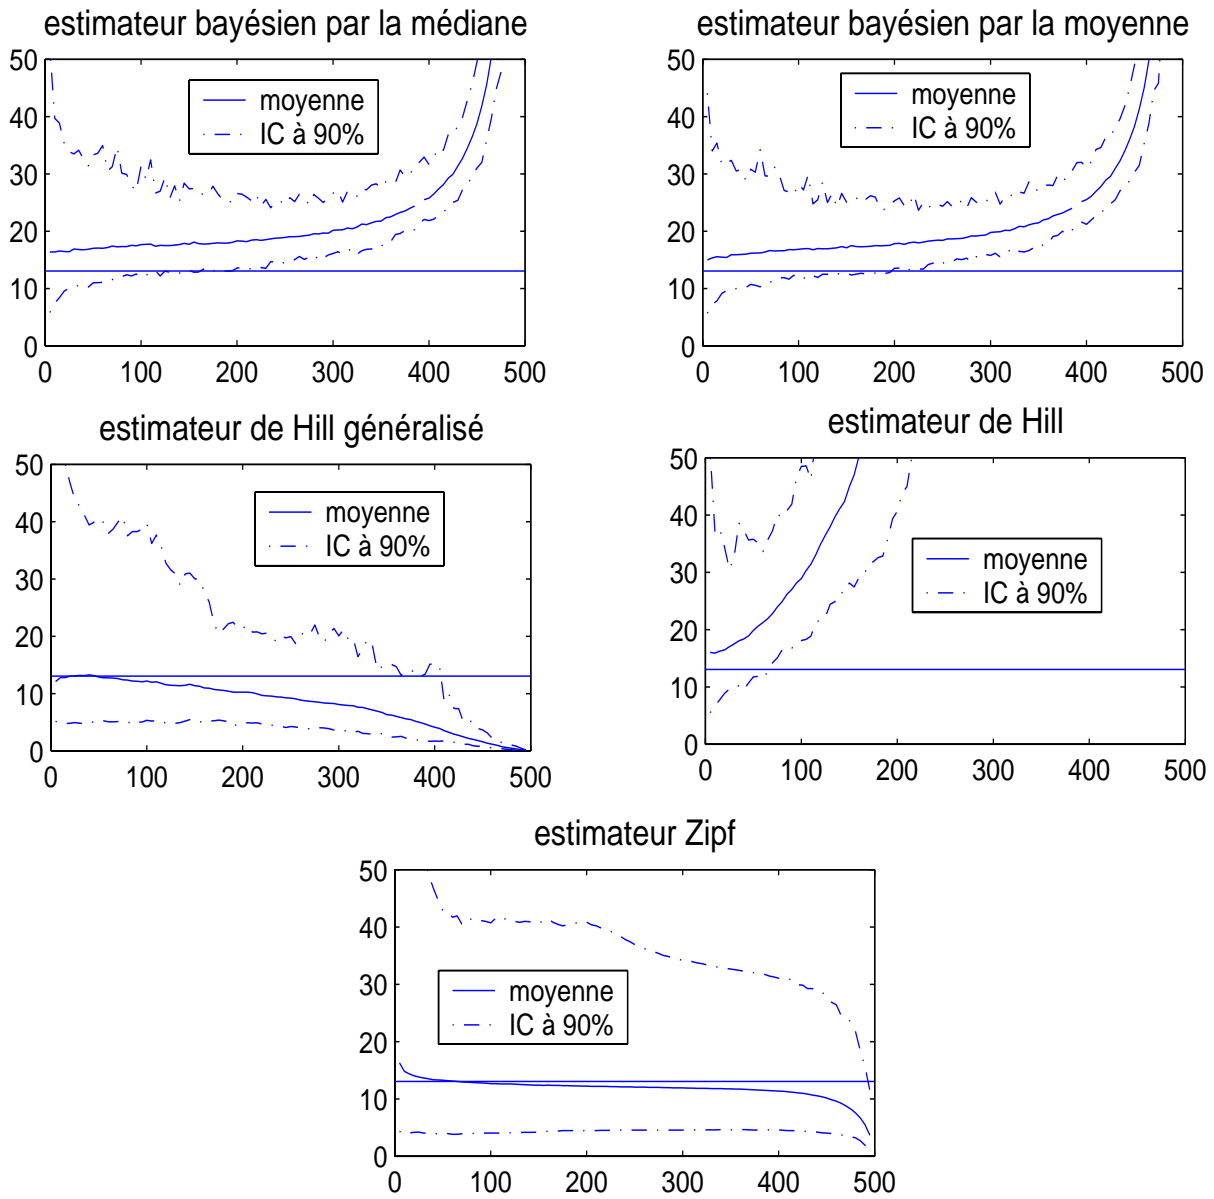 estimateur bayésien par la médiane
50
40
30
20
10
0
moyenne
IC à 90%
0 100 200 300 400 500
estimateur bayésien par la moyenne
50
40
30
20
10
0
moyenne
IC à 90%
0 100 200 300 400 500
estimateur de Hill généralisé
50
40
30
20
10
0
moyenne
IC à 90%
0 100 200 300 400 500
estimateur de Hill
50
40
30
20
10
0
moyenne
IC à 90%
0 100 200 300 400 500
estimateur Zipf
50
40
30
20
10
0
moyenne
IC à 90%
0 100 200 300 400 500